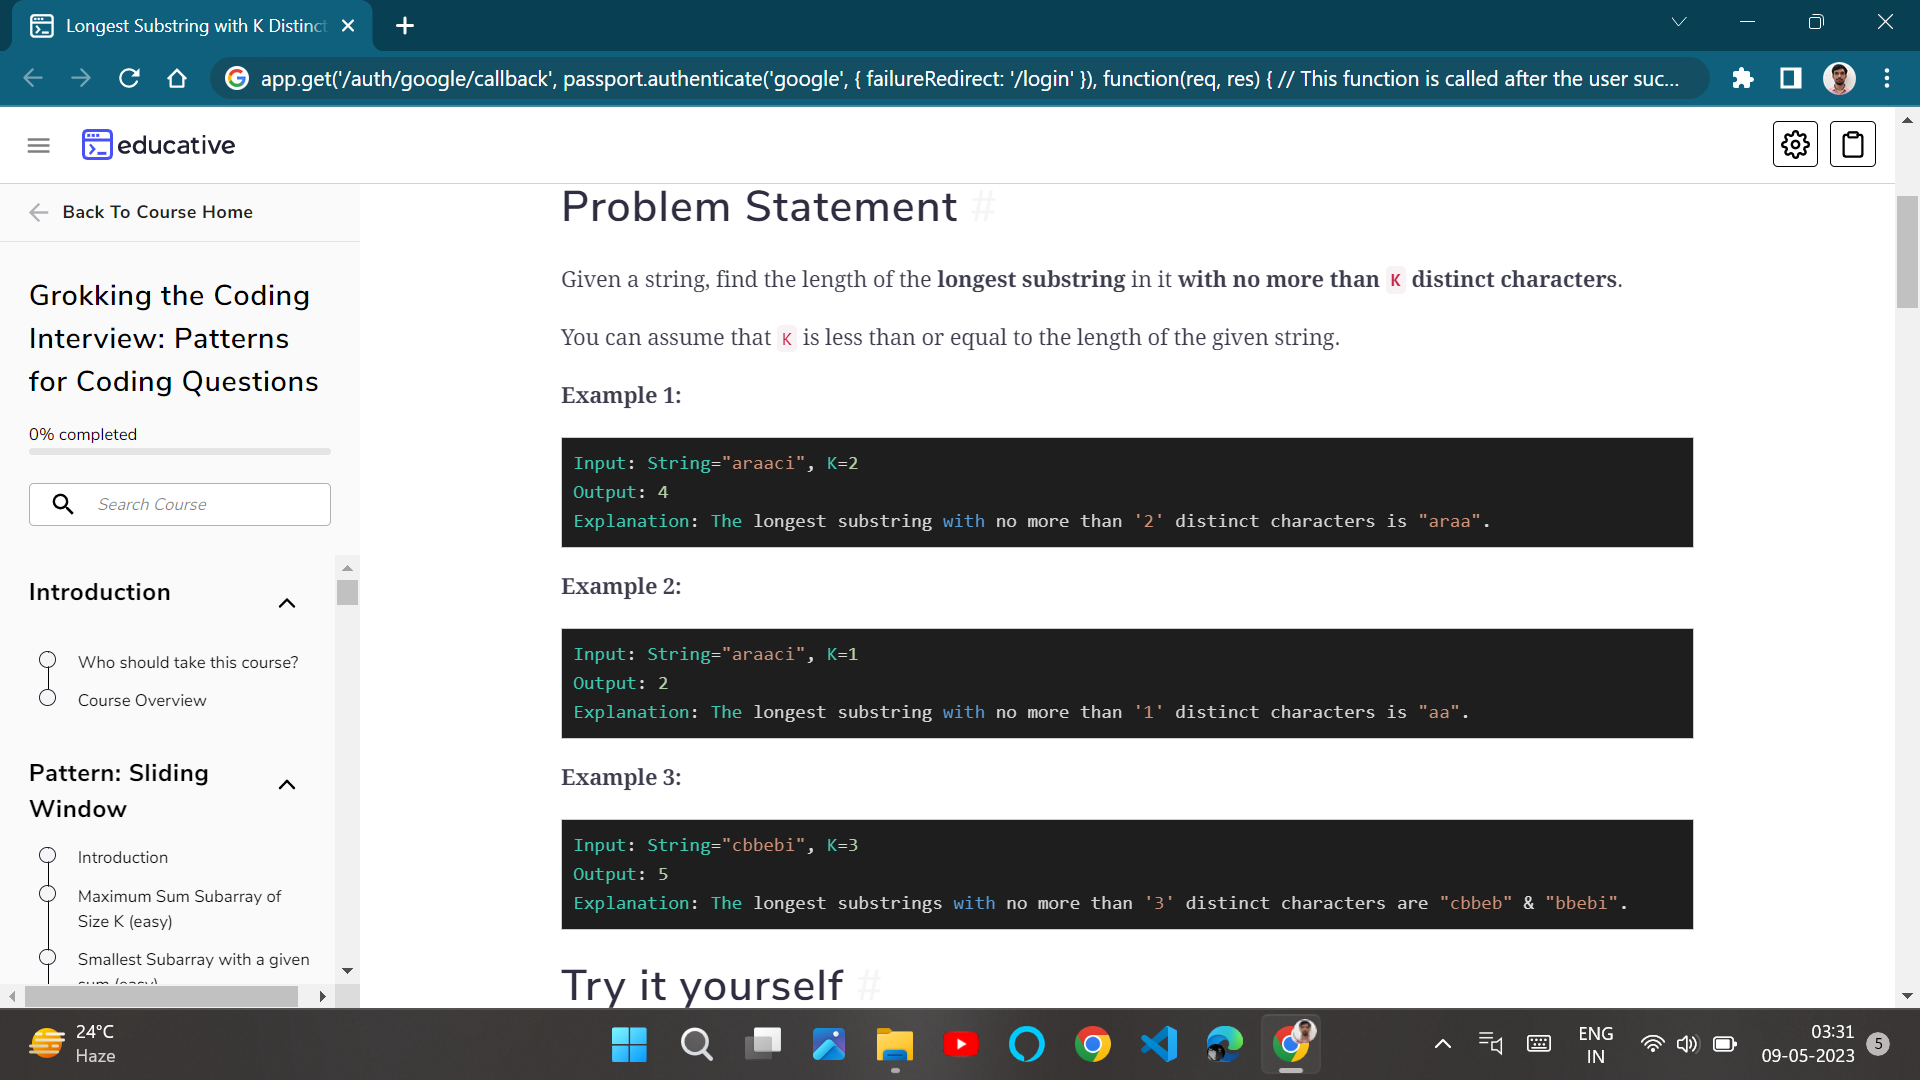 Longest Substring with K Distinct
app.get('/auth/google/callback', passport.authenticate('google', { failureRedirect: '/login' }), function(req, res) { // This function is called after the user suc...
educative
Back To Course Home
Grokking the Coding
Interview: Patterns
for Coding Questions
0% completed
Search Course
Introduction
Who should take this course?
Course Overview
Pattern: Sliding
Window
Introduction
Maximum Sum Subarray of
Size K (easy)
Smallest Subarray with a given
sum (easy)
Problem Statement #
Given a string, find the length of the longest substring in it with no more than K distinct characters.
You can assume that K is less than or equal to the length of the given string.
Example 1:
Input: String="araaci", K=2
Output: 4
Explanation: The longest substring with no more than '2' distinct characters is "araa".
Example 2:
Input: String="araaci", K=1
Output: 2
Explanation: The longest substring with no more than '1' distinct characters is "aa".
Example 3:
Input: String="cbbebi", K=3
Output: 5
Explanation: The longest substrings with no more than '3' distinct characters are "cbbeb" & "bbebi".
Try it yourself #
24°C
Haze
ENG
IN
03:31
09-05-2023
5